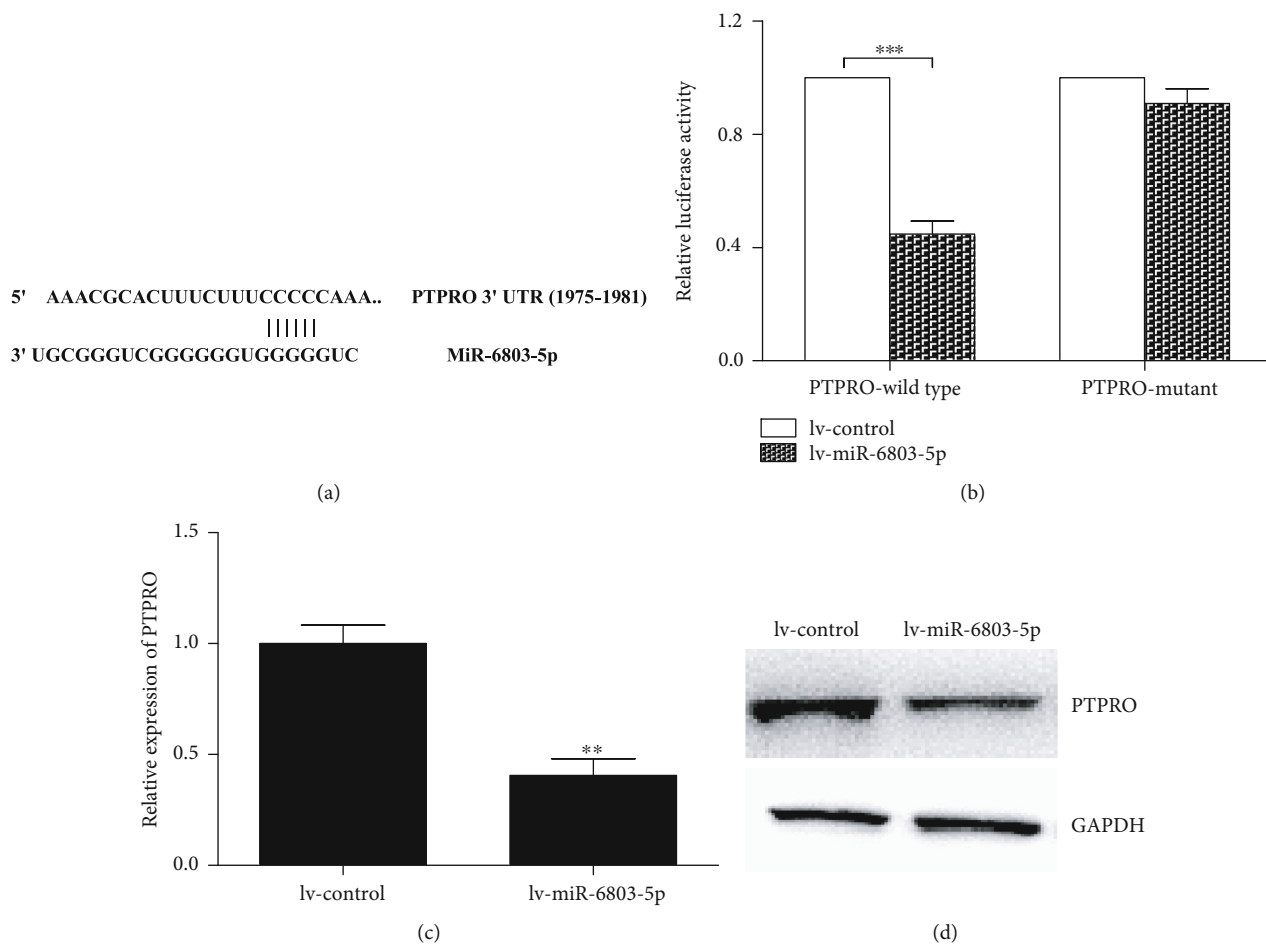 5' AAACGCACUUUCUUUCCCCCAAA.. PTPRO 3' UTR (1975-1981)
3' UGCGGGUCGGGGGGUGGGGGUC MiR-6803-5p
(a)
Relative luciferase activity
1.2
0.8
0.4
0.0
***
PTPRO-wild type
PTPRO-mutant
lv-control
lv-miR-6803-5p
(b)
Relative expression of PTPRO
1.5
1.0
0.5
0.0
**
lv-control
lv-miR-6803-5p
(c)
lv-control lv-miR-6803-5p
PTPRO
GAPDH
(d)